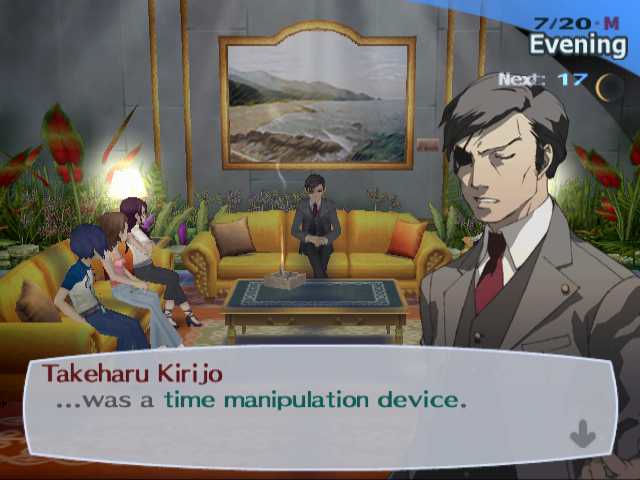 7/20·M
Evening
Next: 17
Takeharu Kirijo
...was a time manipulation device.